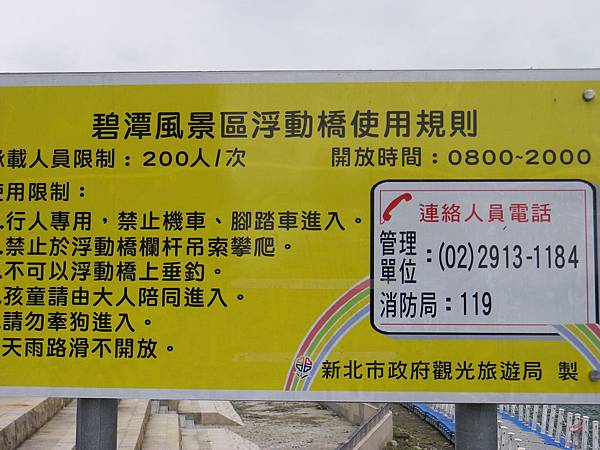 碧潭風景區浮動橋使用規則
承載人員限制：200人/次 開放時間：0800~2000
使用限制：
.行人專用，禁止機車、腳踏車進入。
.禁止於浮動橋欄杆吊索攀爬。
.不可以浮動橋上垂釣。
.孩童請由大人陪同進入。
.請勿牽狗進入。
天雨路滑不開放。
連絡人員電話
管理單位：(02)2913-1184
消防局：119
新北市政府觀光旅遊局 製